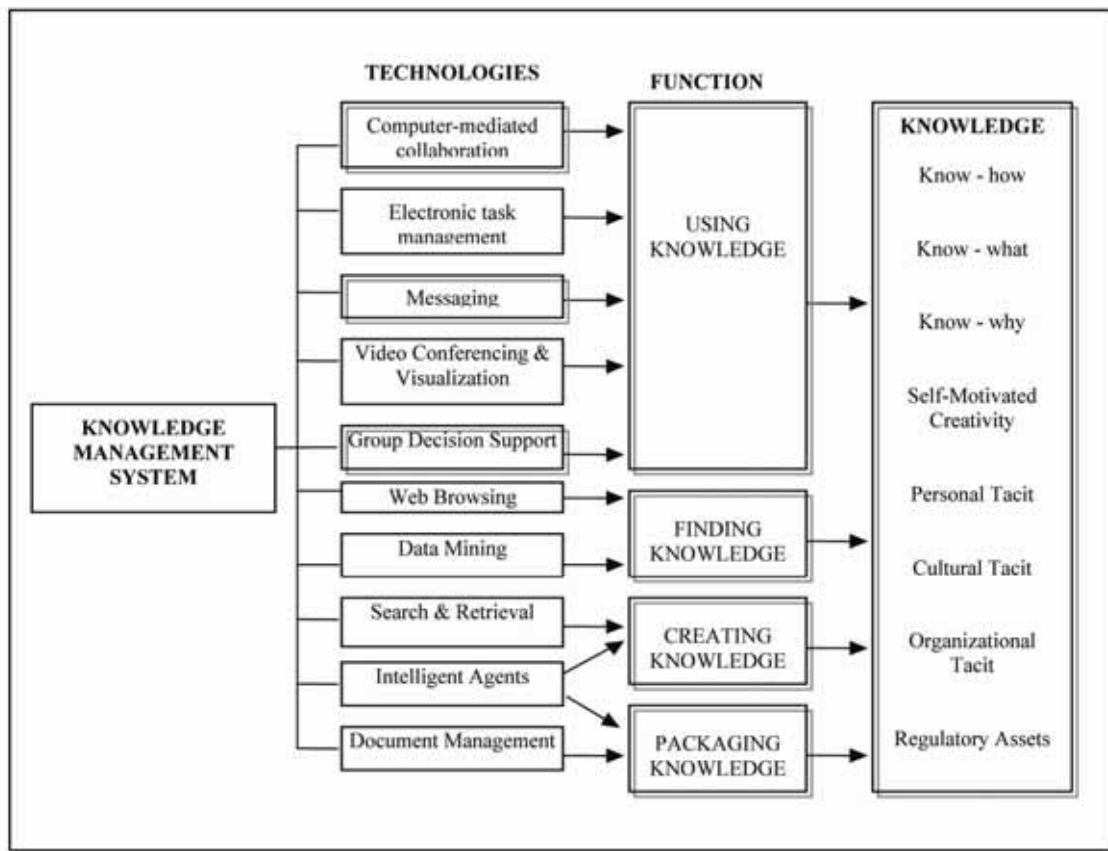 TECHNOLOGIES
FUNCTION
Computer-mediated
collaboration
Electronic task
management
Messaging
Video Conferencing &
Visualization
Group Decision Support
Web Browsing
Data Mining
Search & Retrieval
Intelligent Agents
Document Management
KNOWLEDGE
MANAGEMENT
SYSTEM
USING
KNOWLEDGE
FINDING
KNOWLEDGE
CREATING
KNOWLEDGE
PACKAGING
KNOWLEDGE
KNOWLEDGE
Know - how
Know - what
Know - why
Self-Motivated
Creativity
Personal Tacit
Cultural Tacit
Organizational
Tacit
Regulatory Assets